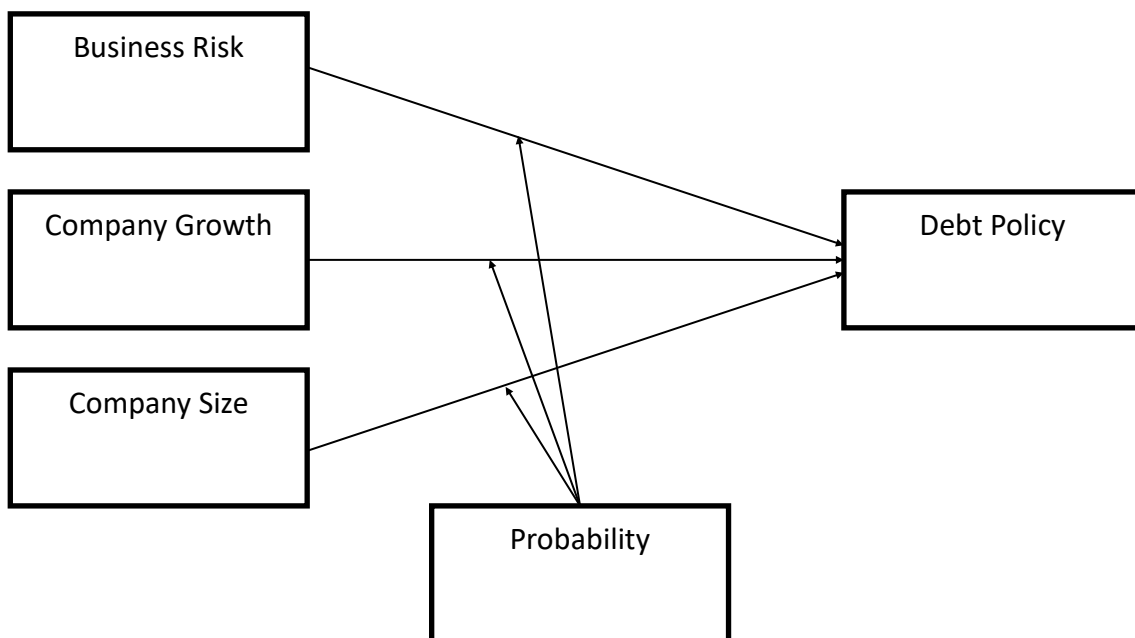 Business Risk
Company Growth
Debt Policy
Company Size
Probability